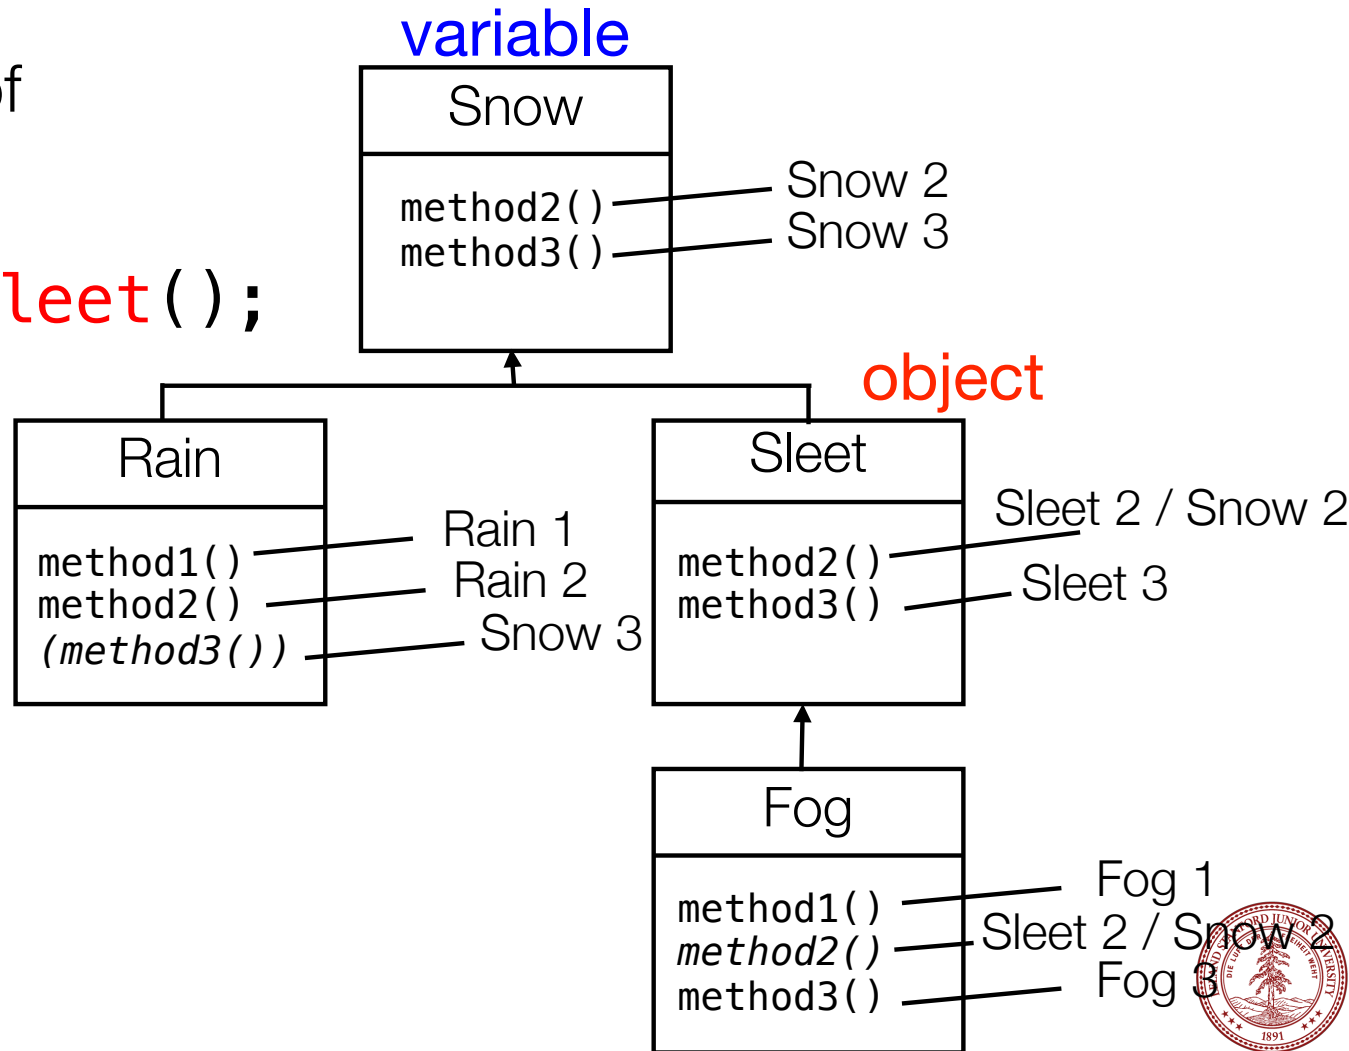 variable
of
Snow
method2()
method3()
Snow 2
Snow 3
leet();
object
Rain
method1()
method2()
(method3())
Rain 1
Rain 2
Snow 3
Sleet
method2()
method3()
Sleet 2 / Snow 2
Sleet 3
Fog
method1()
method2()
method3()
Fog 1
Sleet 2 / Snow 2
Fog 3
1891